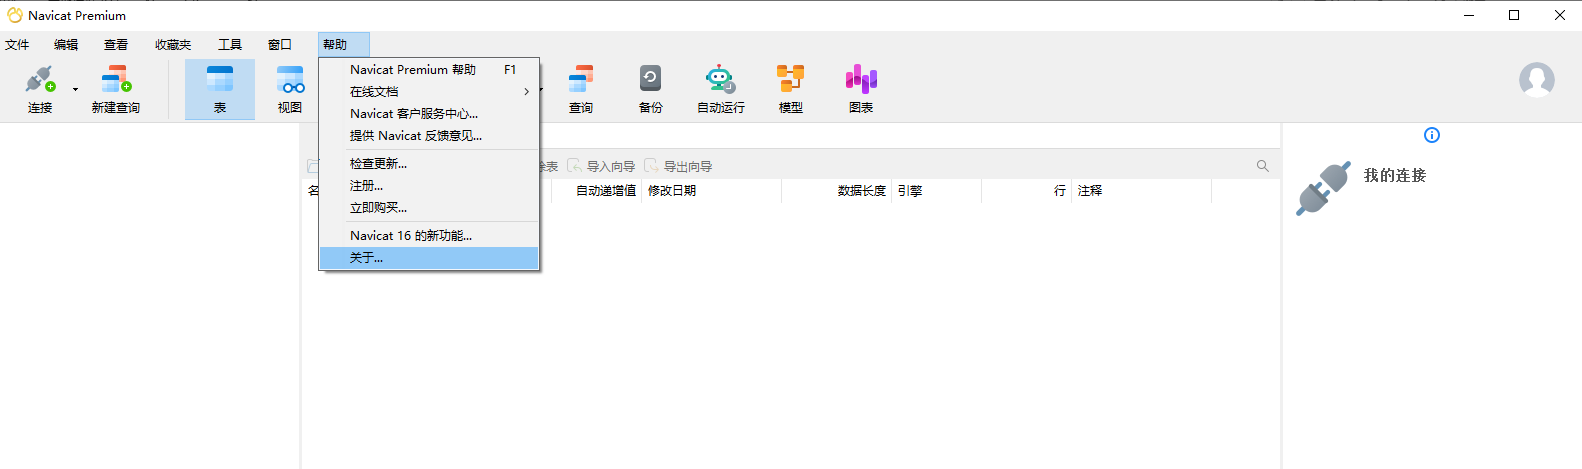 Navicat Premium
文件 编辑 查看 收藏夹 工具 窗口 帮助
连接 新建查询 表 视图 查询 备份 自动运行 模型 图表
Navicat Premium 帮助 F1
在线文档
Navicat 客户服务中心...
提供 Navicat 反馈意见...
检查更新...
注册...
立即购买...
Navicat 16 的新功能...
关于...
除表 导入向导 导出向导
名 自动递增值 修改日期 数据长度 引擎 行 注释
我的连接